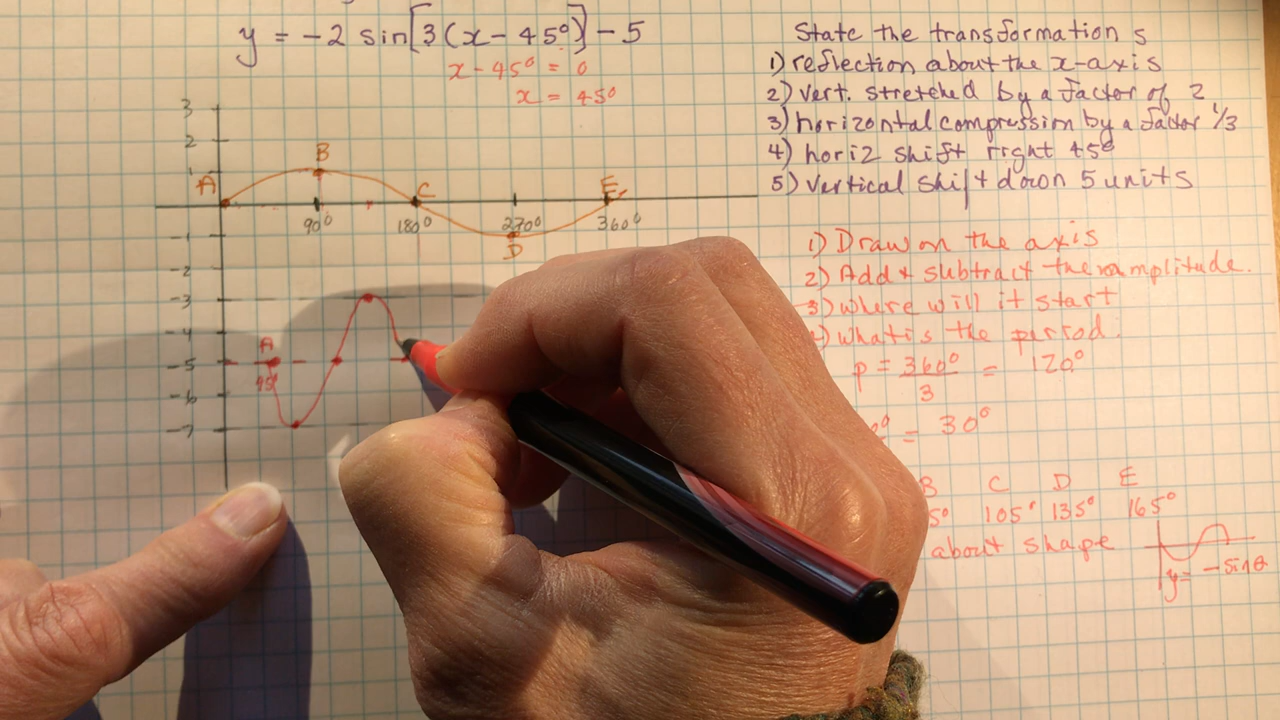 y = -2 sin[3(x-45°)]-5
x-45° = 0
x = 45°
3
2
1
-1
-2
-3
-4
-5
-6
-7
A
B
C
D
E
90°
180°
270°
360°
A
45°
State the transformations
1) reflection about the x-axis
2) vert. stretched by a factor of 2
3) horizontal compression by a factor 1/3
4) horiz shift right 45°
5) vertical shift down 5 units
1) Draw on the axis
2) Add + subtract the amplitude.
3) where will it start
4) what is the period.
p = 360°/3 = 120°
= 30°
B C D E
5° 105° 135° 165°
about shape
y = -sinθ